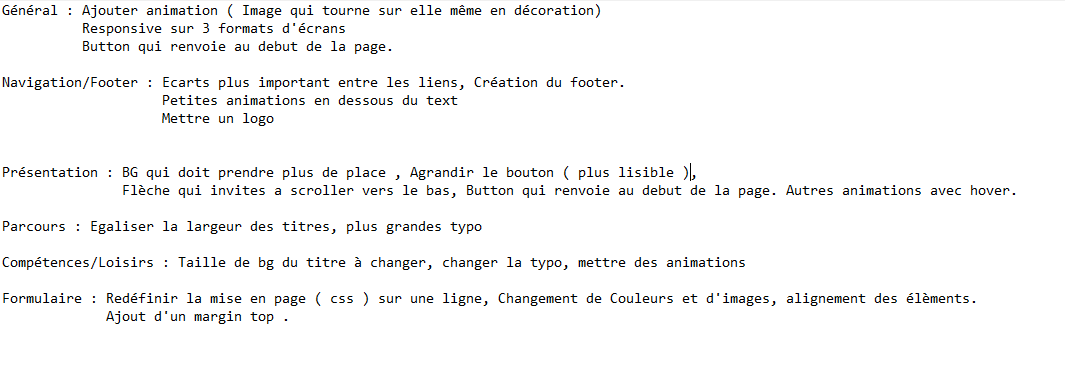 Général : Ajouter animation ( Image qui tourne sur elle même en décoration)
Responsive sur 3 formats d'écrans
Button qui renvoie au debut de la page.
Navigation/Footer : Ecarts plus important entre les liens, Création du footer.
Petites animations en dessous du text
Mettre un logo
Présentation : BG qui doit prendre plus de place , Agrandir le bouton ( plus lisible ),
Flèche qui invites a scroller vers le bas, Button qui renvoie au debut de la page. Autres animations avec hover.
Parcours : Egaliser la largeur des titres, plus grandes typo
Compétences/Loisirs : Taille de bg du titre à changer, changer la typo, mettre des animations
Formulaire : Redéfinir la mise en page ( css ) sur une ligne, Changement de Couleurs et d'images, alignement des élèments.
Ajout d'un margin top .